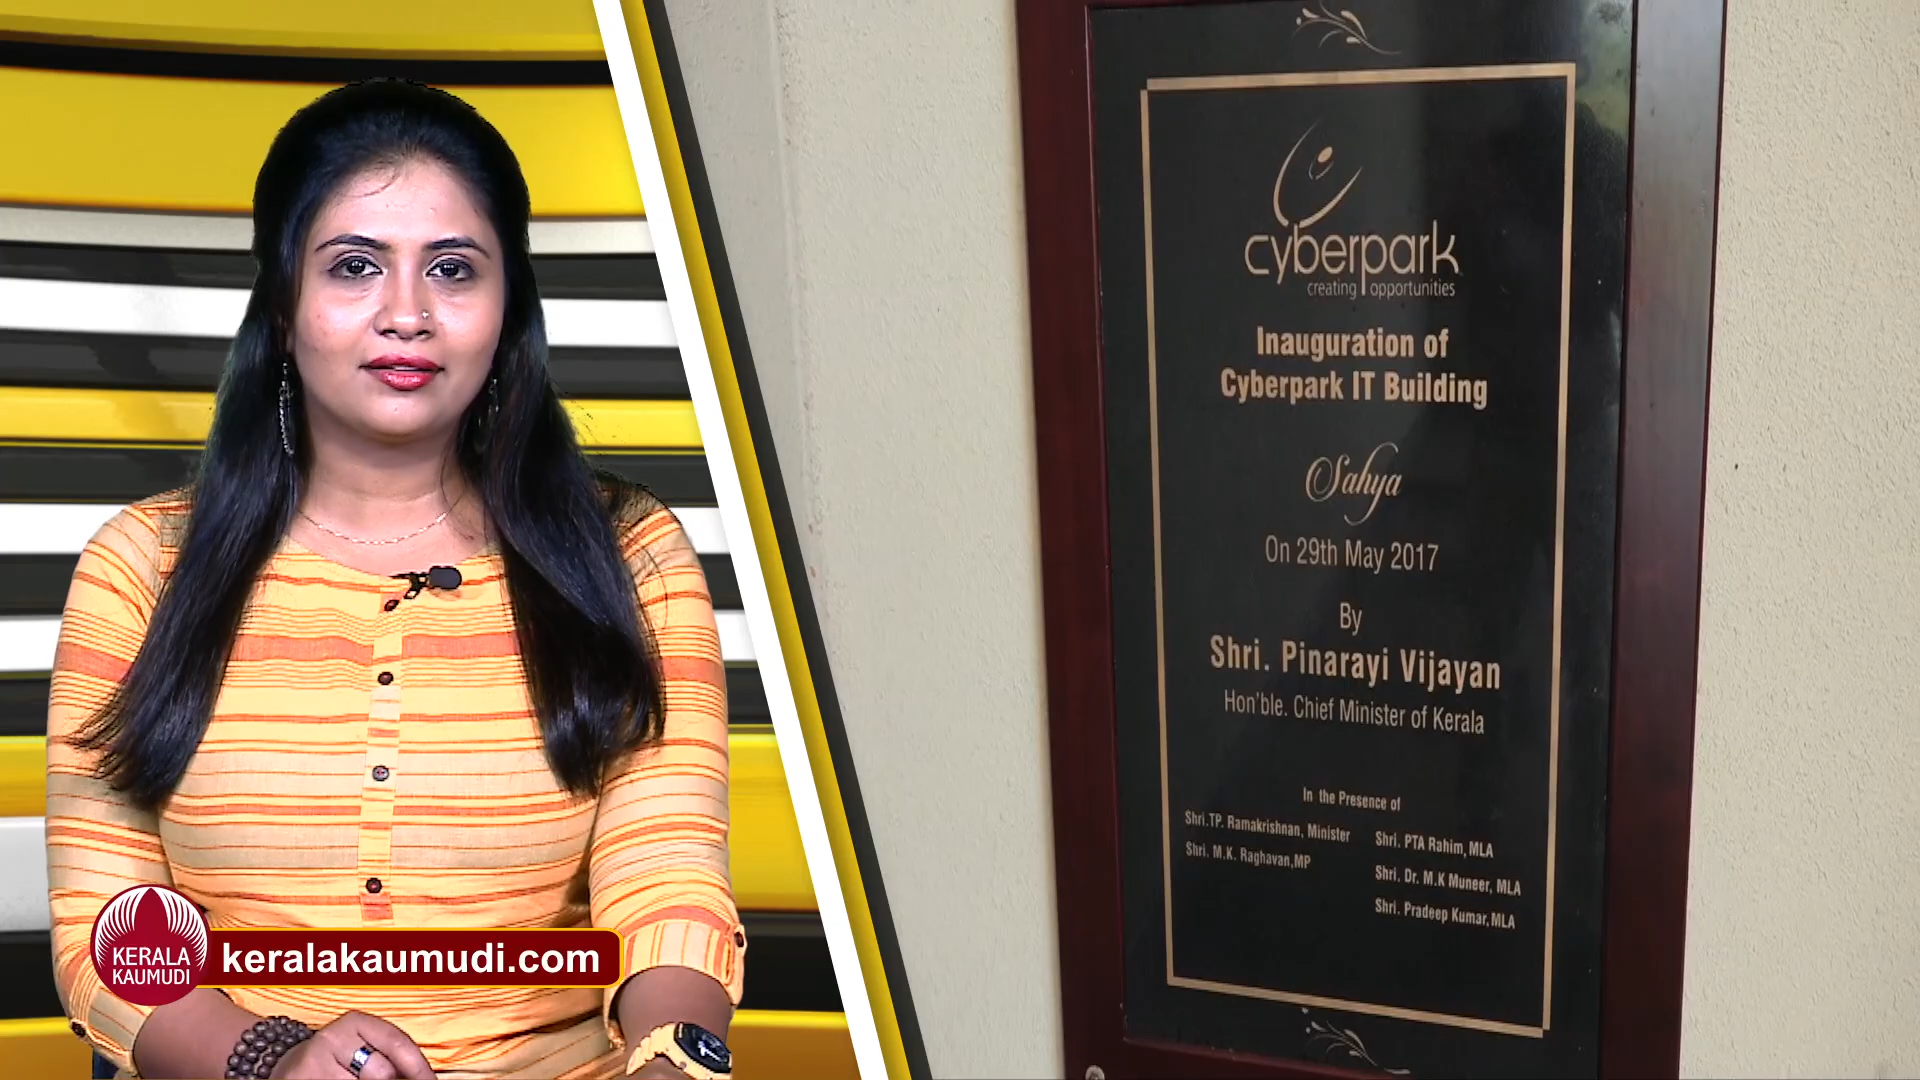 KERALA
KAUMUDI
keralakaumudi.com
cyberpark
creating opportunities
Inauguration of
Cyberpark IT Building
Sahya
On 29th May 2017
By
Shri. Pinarayi Vijayan
Hon'ble. Chief Minister of Kerala
In the Presence of
Shri.TP. Ramakrishnan, Minister
Shri. M.K. Raghavan,MP
Shri. PTA Rahim, MLA
Shri. Dr. M.K Muneer, MLA
Shri. Pradeep Kumar, MLA